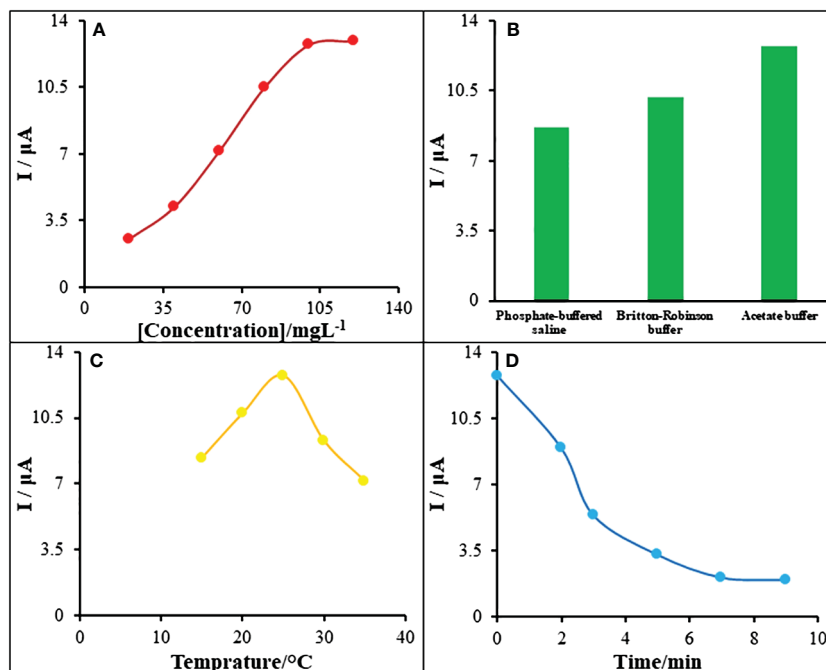 A
I / µA
14
10.5
7
3.5
0
0
35
70
105
140
[Concentration]/mgL-1
B
I / µA
14
10.5
7
3.5
0
Phosphate-buffered
saline
Britton-Robinson
buffer
Acetate buffer
C
I / µA
14
10.5
7
3.5
0
0
10
20
30
40
Temprature/°C
D
I / µA
14
10.5
7
3.5
0
0
2
4
6
8
10
Time/min